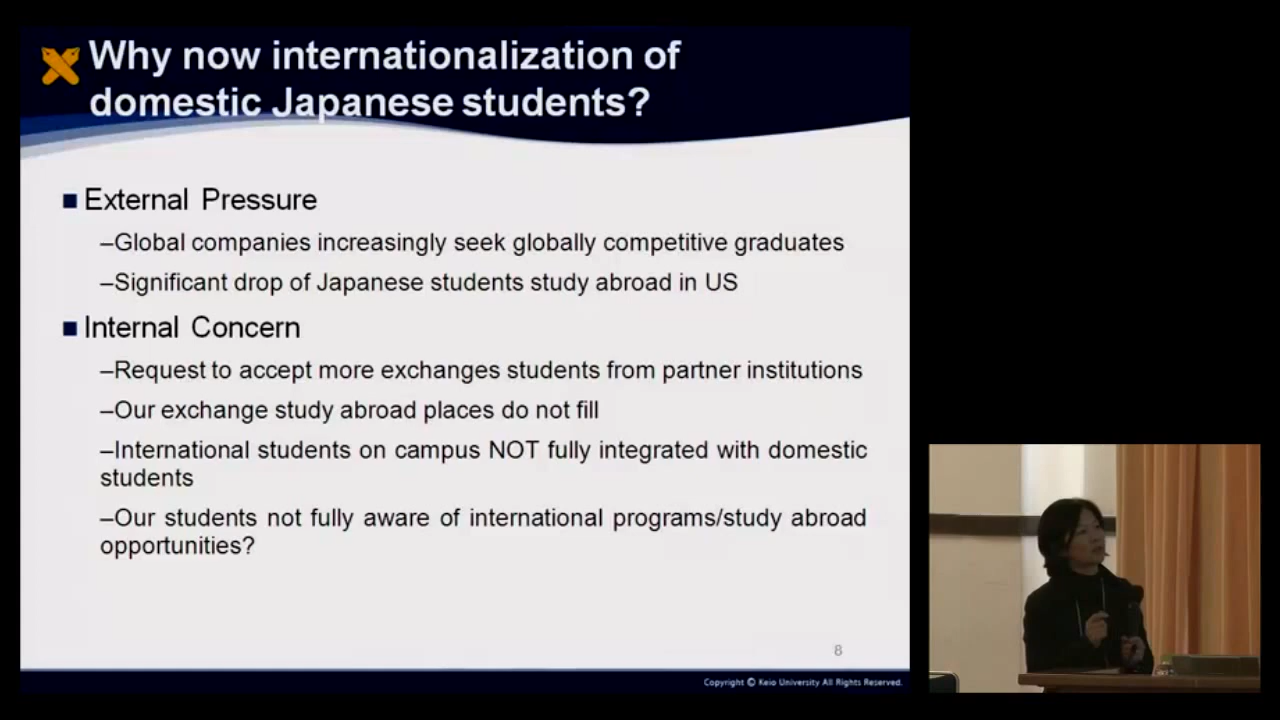 Why now internationalization of
domestic Japanese students?
External Pressure
–Global companies increasingly seek globally competitive graduates
–Significant drop of Japanese students study abroad in US
Internal Concern
–Request to accept more exchanges students from partner institutions
–Our exchange study abroad places do not fill
–International students on campus NOT fully integrated with domestic
students
–Our students not fully aware of international programs/study abroad
opportunities?
8
Copyright © Keio University All Rights Reserved.